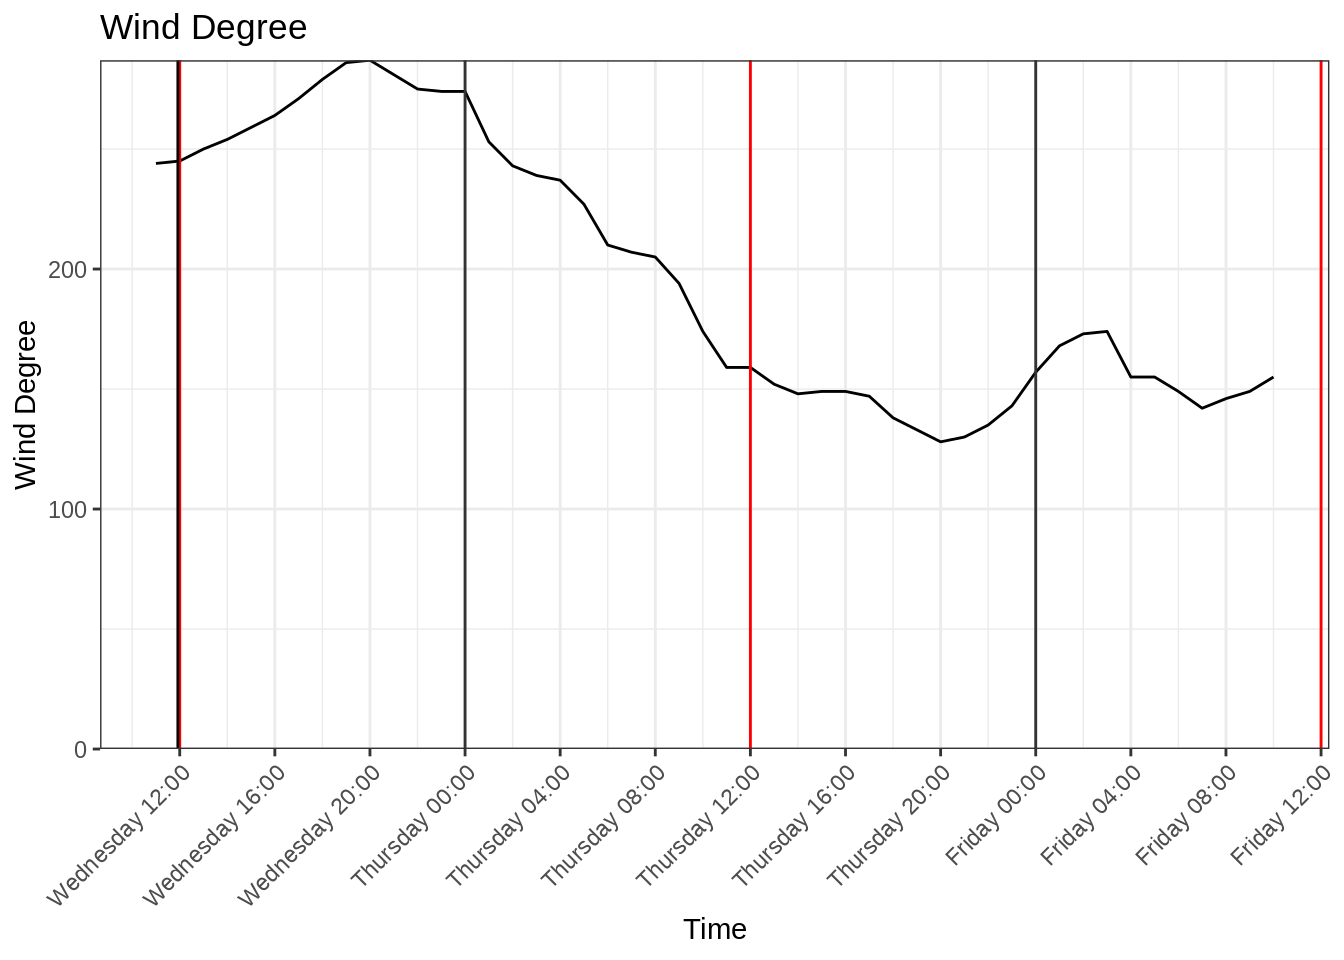 Wind Degree
Wind Degree
200
100
0
Wednesday 12:00
Wednesday 16:00
Wednesday 20:00
Thursday 00:00
Thursday 04:00
Thursday 08:00
Thursday 12:00
Thursday 16:00
Thursday 20:00
Friday 00:00
Friday 04:00
Friday 08:00
Friday 12:00
Time